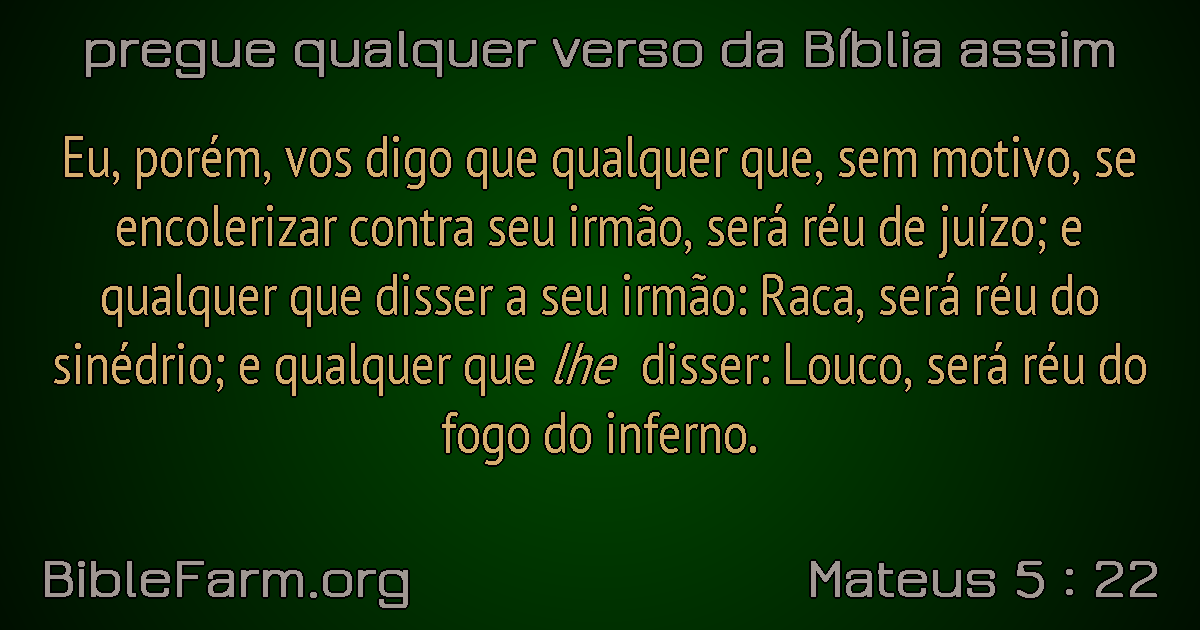 pregue qualquer verso da Bíblia assim
Eu, porém, vos digo que qualquer que, sem motivo, se
encolerizar contra seu irmão, será réu de juízo; e
qualquer que disser a seu irmão: Raca, será réu do
sinédrio; e qualquer que lhe disser: Louco, será réu do
fogo do inferno.
BibleFarm.org
Mateus 5 : 22